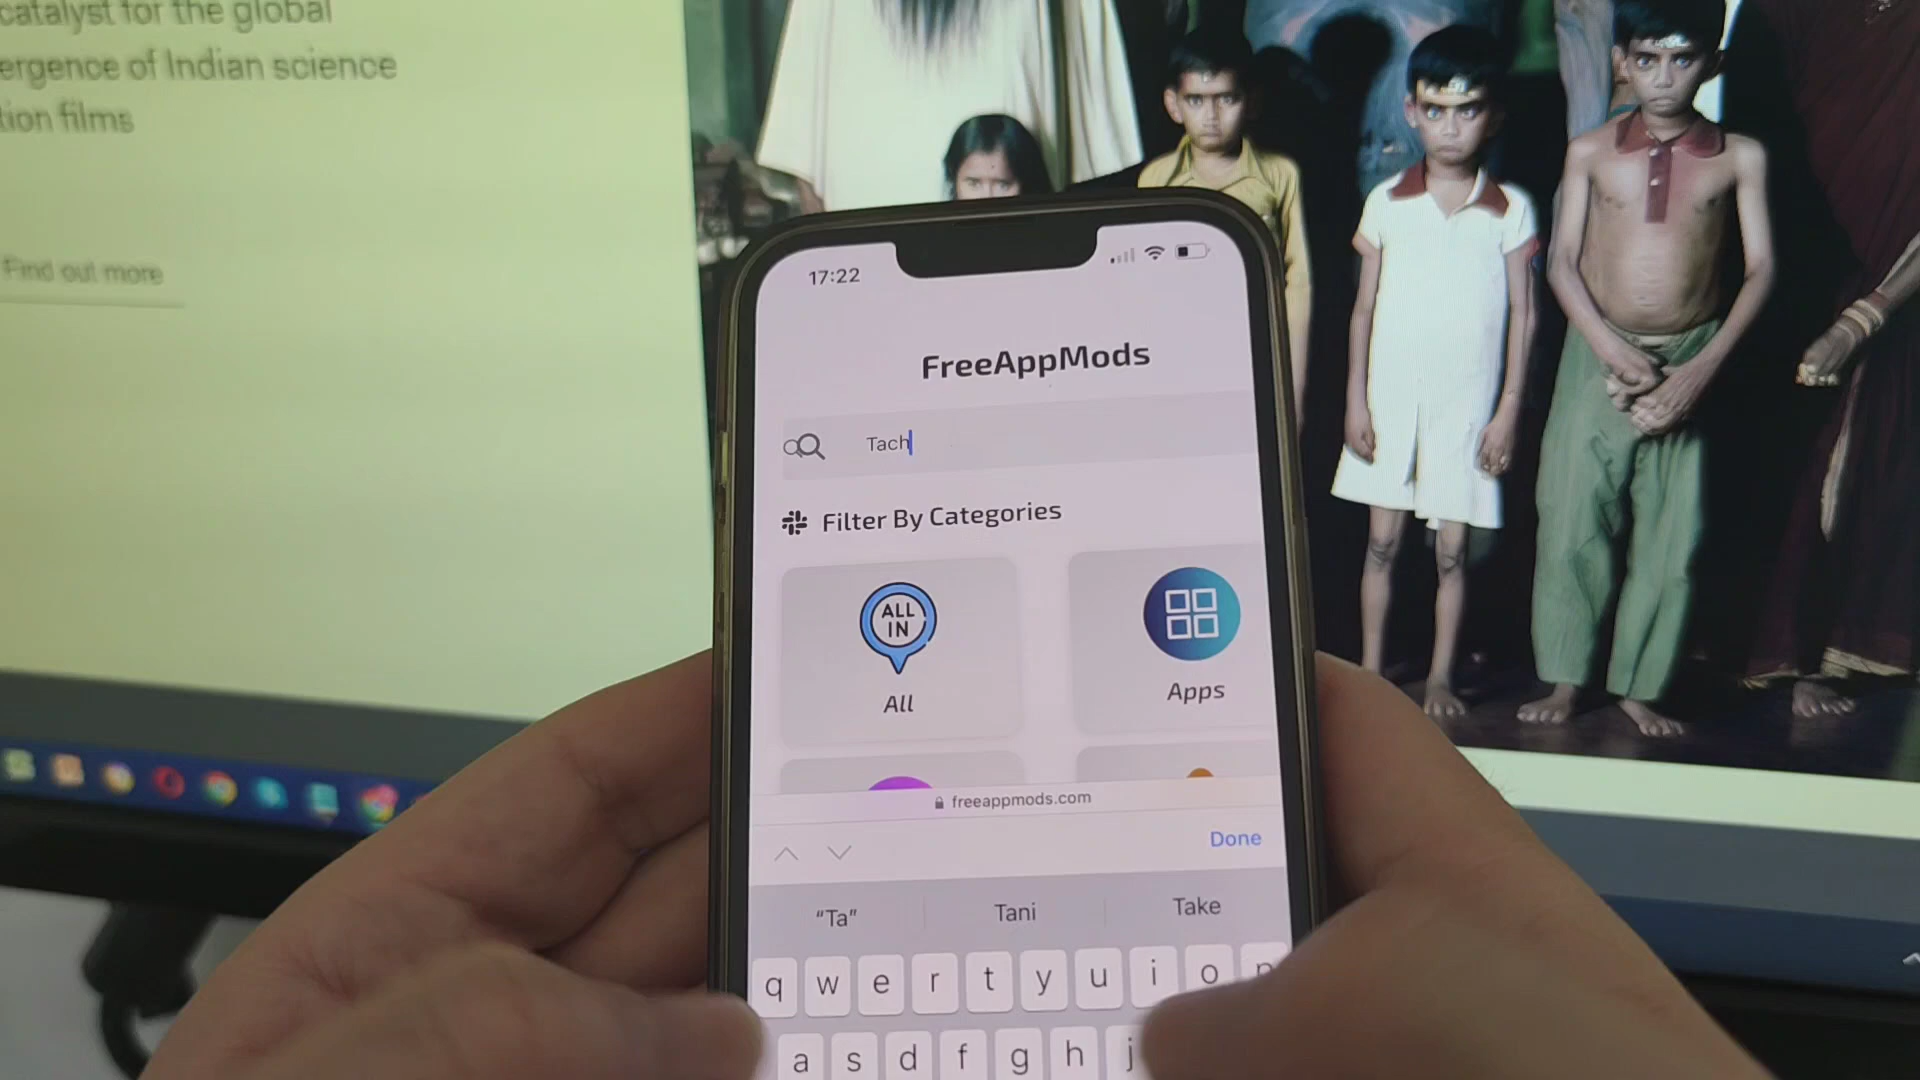 catalyst for the global
ergence of Indian science
tion films
Find out more
17:22
FreeAppMods
Tach
Filter By Categories
ALL
IN
All
Apps
freeappmods.com
Done
“Ta”
Tani
Take
q w e r t y u i o p
a s d f g h j